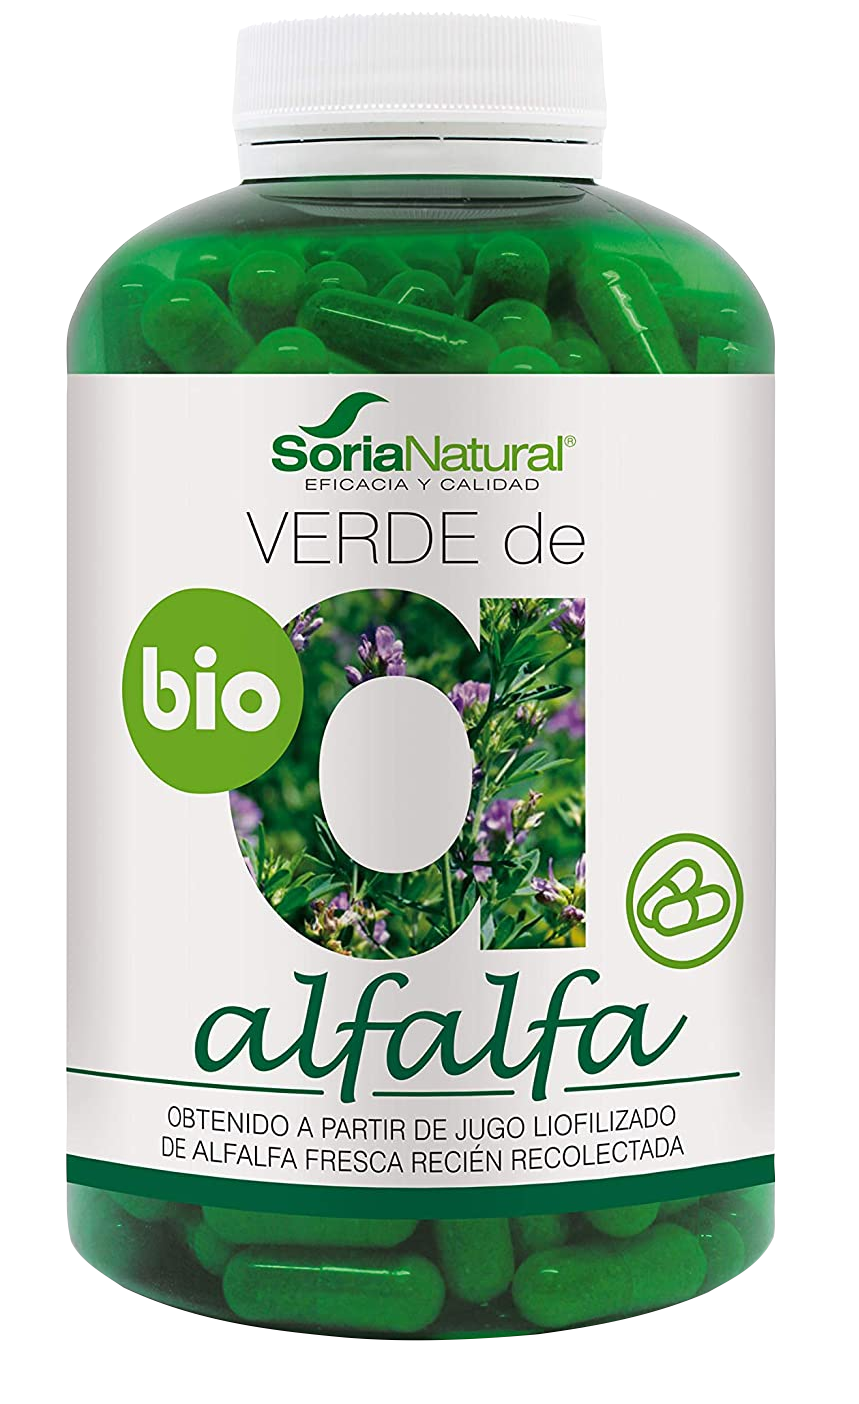 SoriaNatural®
EFICACIA Y CALIDAD
VERDE de
bio
a
alfalfa
OBTENIDO A PARTIR DE JUGO LIOFILIZADO
DE ALFALFA FRESCA RECIÉN RECOLECTADA